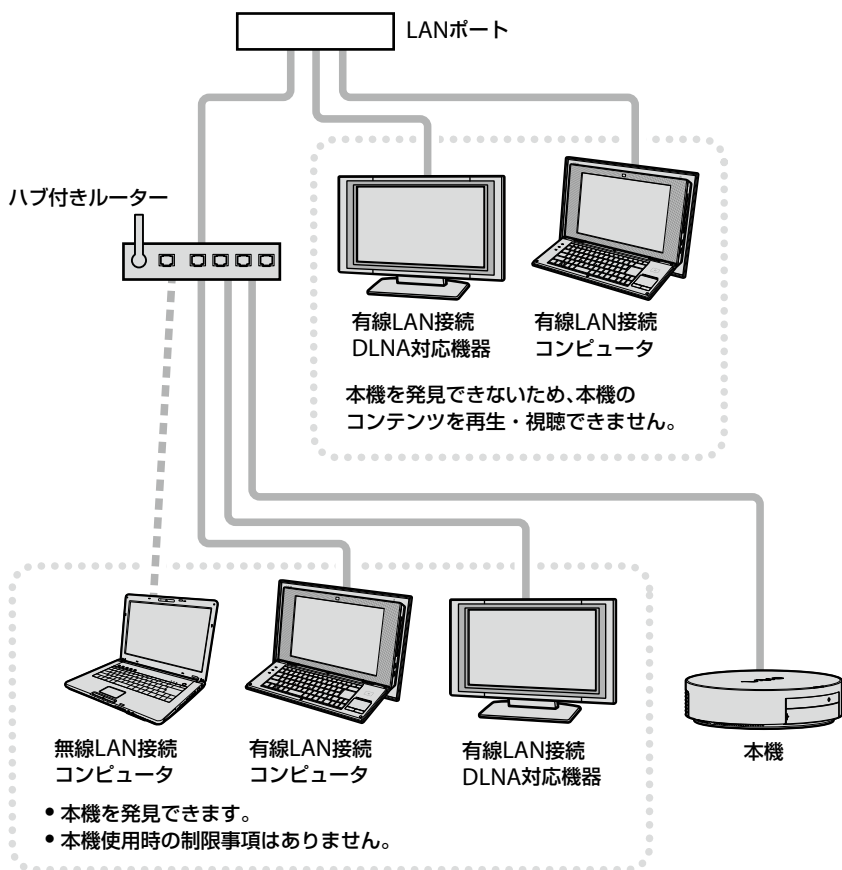 LANポート
ハブ付きルーター
有線LAN接続
DLNA対応機器
有線LAN接続
コンピュータ
本機を発見できないため、本機の
コンテンツを再生・視聴できません。
無線LAN接続
コンピュータ
有線LAN接続
コンピュータ
有線LAN接続
DLNA対応機器
本機
• 本機を発見できます。
• 本機使用時の制限事項はありません。